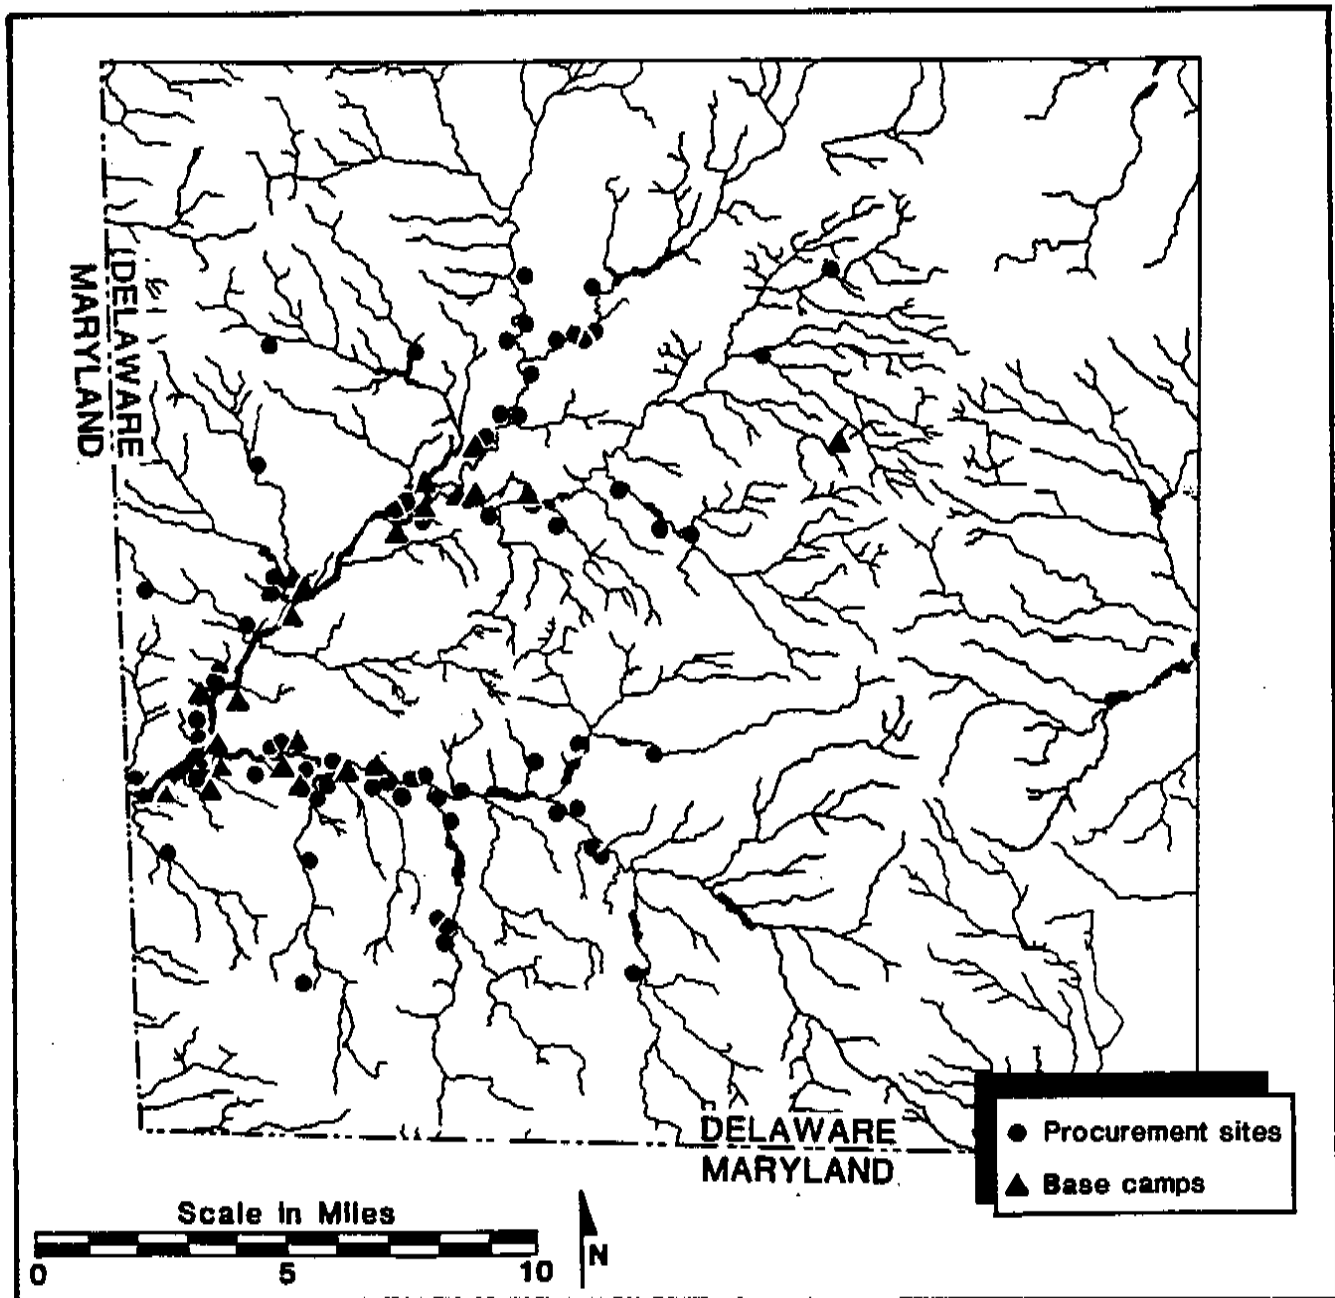 (DELAWARE
MARYLAND
DELAWARE
MARYLAND
● Procurement sites
▲ Base camps
Scale in Miles
0 5 10
N